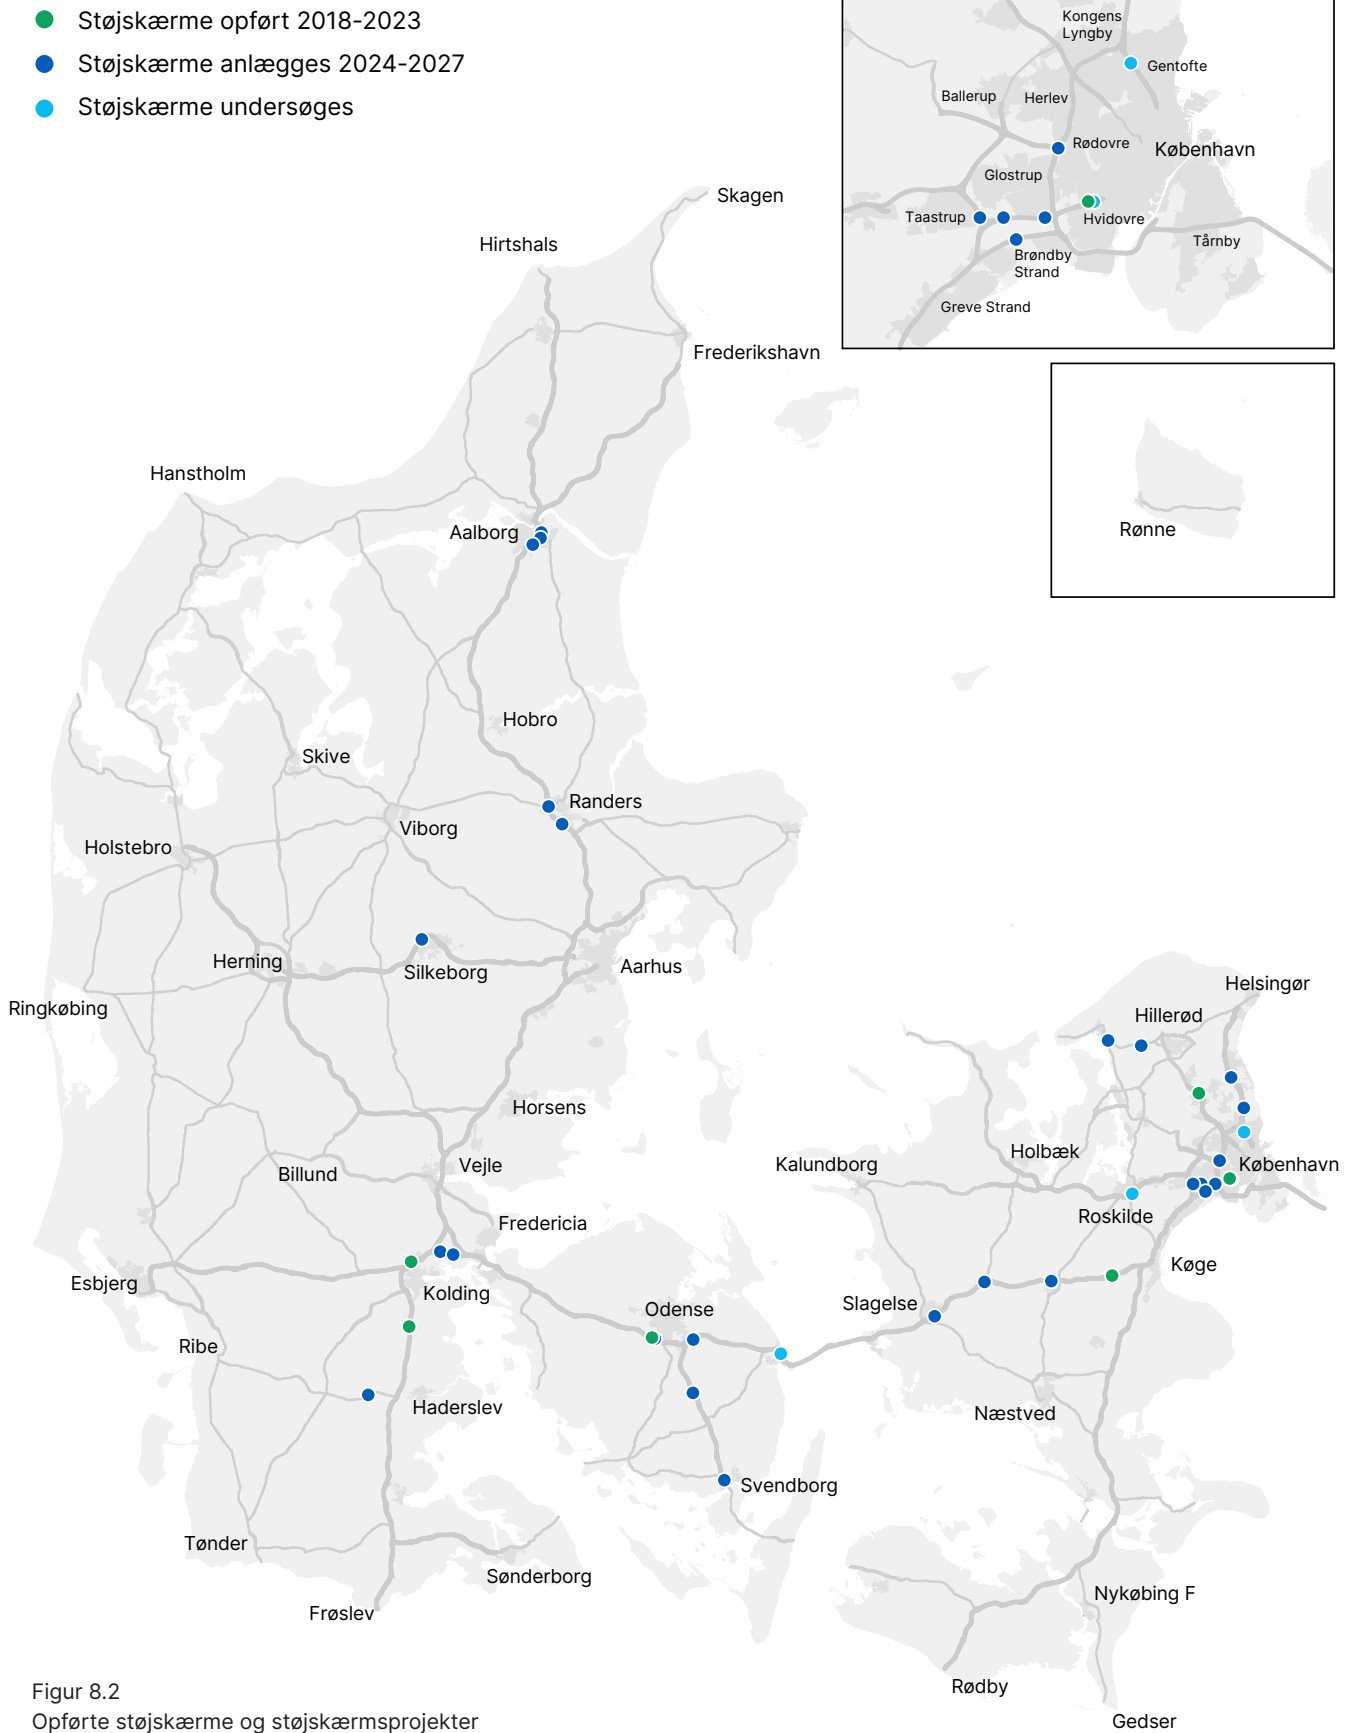 Støjskærme opført 2018-2023
Støjskærme anlægges 2024-2027
Støjskærme undersøges
Kongens
Lyngby
Gentofte
Ballerup
Herlev
Rødovre
København
Glostrup
Taastrup
Hvidovre
Tårnby
Brøndby
Strand
Greve Strand
Skagen
Hirtshals
Frederikshavn
Hanstholm
Aalborg
Rønne
Hobro
Skive
Randers
Viborg
Holstebro
Herning
Silkeborg
Aarhus
Ringkøbing
Helsingør
Hillerød
Horsens
Holbæk
Vejle
Kalundborg
København
Billund
Roskilde
Fredericia
Køge
Esbjerg
Kolding
Slagelse
Odense
Ribe
Haderslev
Næstved
Svendborg
Tønder
Sønderborg
Nykøbing F
Frøslev
Rødby
Gedser
Figur 8.2
Opførte støjskærme og støjskærmsprojekter